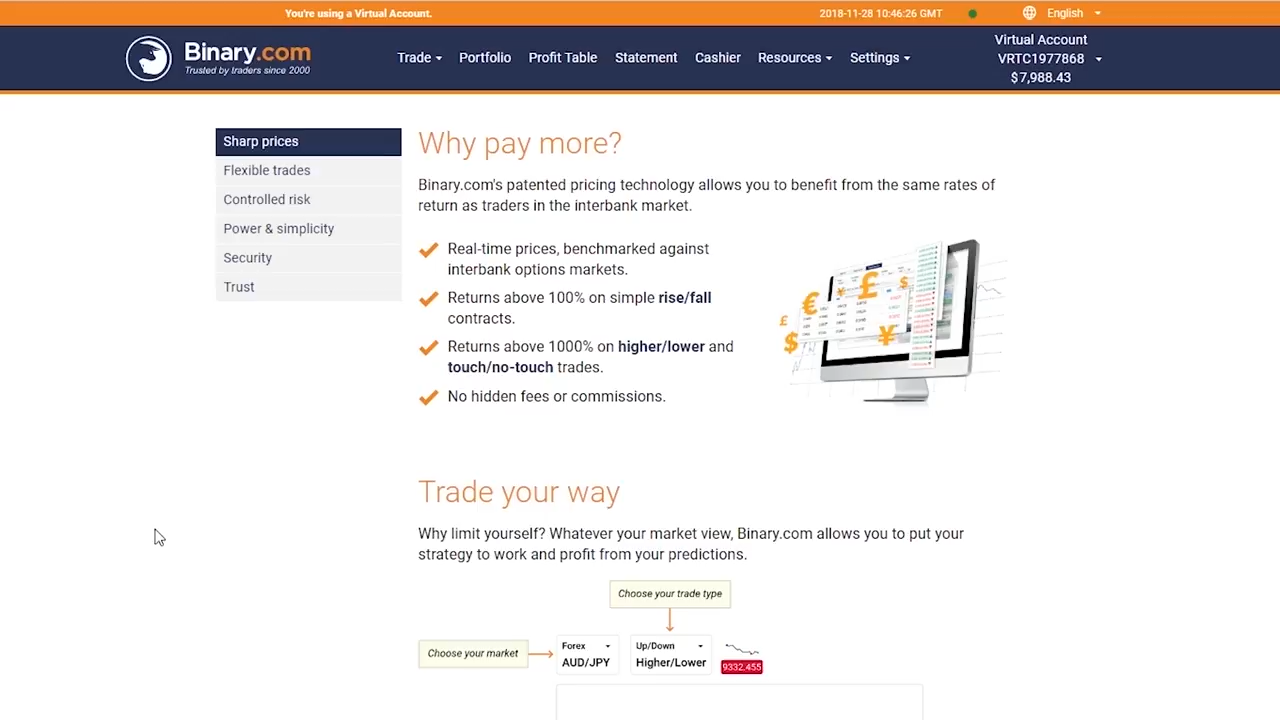 You're using a Virtual Account.
2018-11-28 10:46:26 GMT
English
Binary.com
Trusted by traders since 2000
Trade
Portfolio
Profit Table
Statement
Cashier
Resources
Settings
Virtual Account
VRTC1977868
$7,988.43
Sharp prices
Flexible trades
Controlled risk
Power & simplicity
Security
Trust
Why pay more?
Binary.com's patented pricing technology allows you to benefit from the same rates of
return as traders in the interbank market.
Real-time prices, benchmarked against
interbank options markets.
Returns above 100% on simple rise/fall
contracts.
Returns above 1000% on higher/lower and
touch/no-touch trades.
No hidden fees or commissions.
£
€
¥
£
$
$
¥
Trade your way
Why limit yourself? Whatever your market view, Binary.com allows you to put your
strategy to work and profit from your predictions.
Choose your trade type
Choose your market
Forex
AUD/JPY
Up/Down
Higher/Lower
9332.455